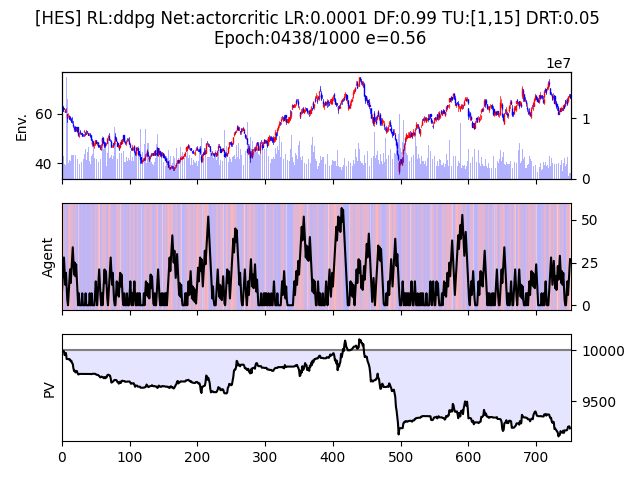 [HES] RL:ddpg Net:actorcritic LR:0.0001 DF:0.99 TU:[1,15] DRT:0.05
Epoch:0438/1000 e=0.56
1e7
Env.
60
40
1
0
Agent
50
25
0
PV
10000
9500
0 100 200 300 400 500 600 700